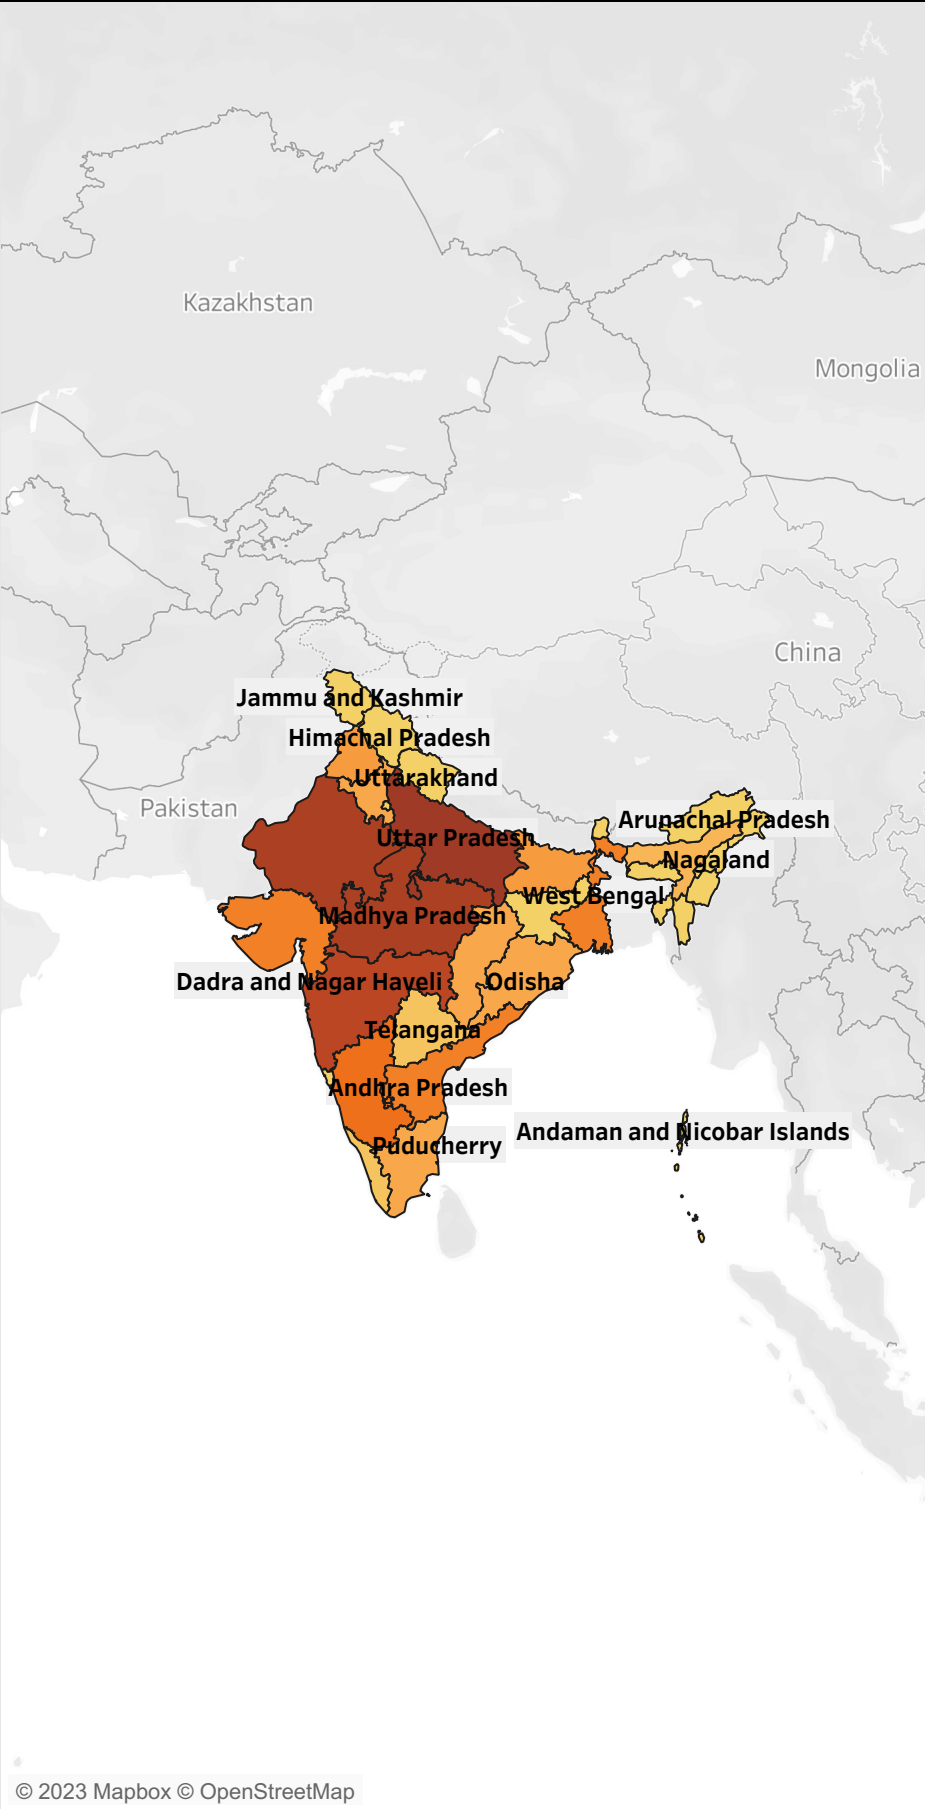 Kazakhstan
Mongolia
China
Jammu and Kashmir
Himachal Pradesh
Uttarakhand
Pakistan
Arunachal Pradesh
Uttar Pradesh
Nagaland
West Bengal
Madhya Pradesh
Dadra and Nagar Haveli
Odisha
Telangana
Andhra Pradesh
Andaman and Nicobar Islands
Puducherry
© 2023 Mapbox © OpenStreetMap